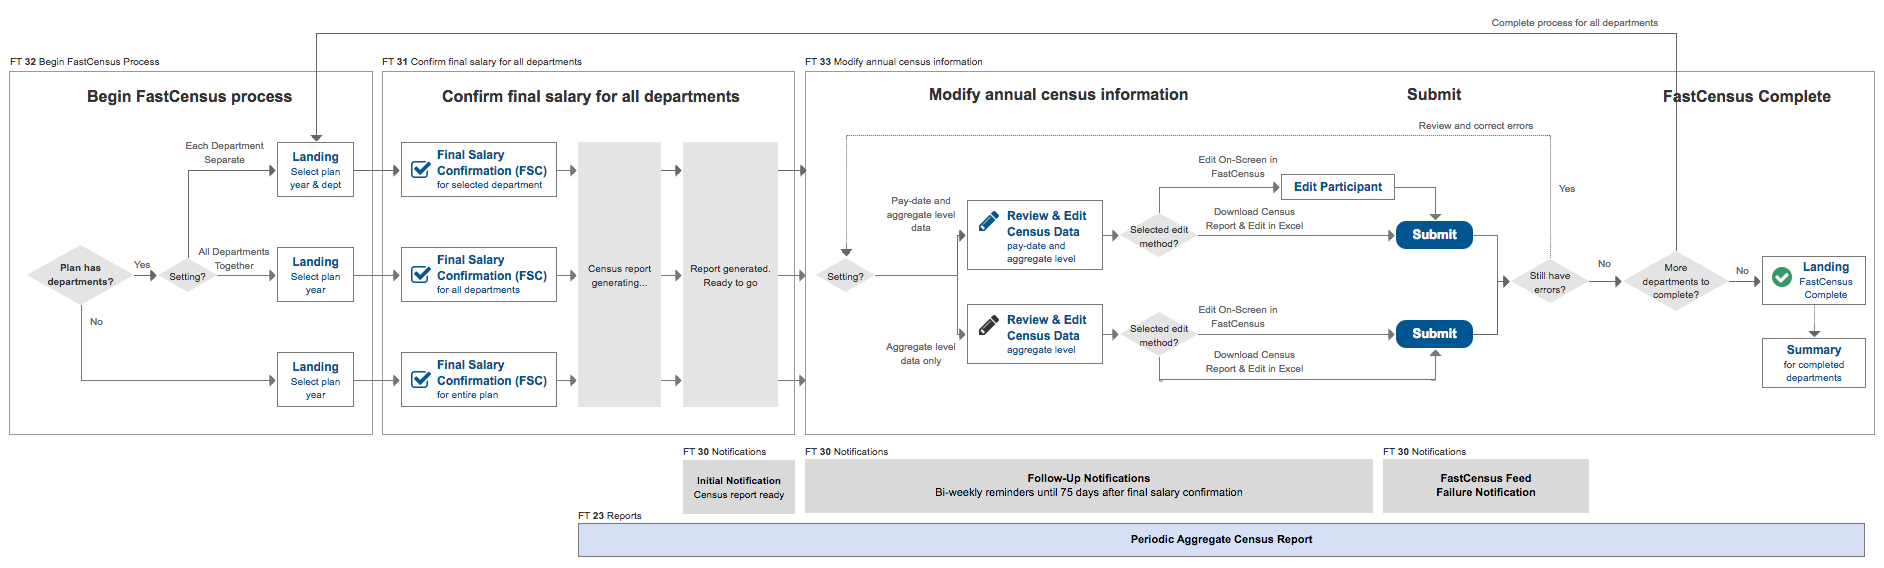 Complete process for all departments
FT 32 Begin FastCensus Process
FT 31 Confirm final salary for all departments
FT 33 Modify annual census information
Begin FastCensus process
Confirm final salary for all departments
Modify annual census information
Submit
FastCensus Complete
Each Department
Separate
Landing
Select plan
year & dept
All Departments
Together
Landing
Select plan
year
Plan has
departments?
Yes
Setting?
No
Landing
Select plan
year
Final Salary
Confirmation (FSC)
for selected department
Final Salary
Confirmation (FSC)
for all departments
Final Salary
Confirmation (FSC)
for entire plan
Census report
generating...
Report generated.
Ready to go
Review and correct errors
Setting?
Pay-date and
aggregate level
data
Aggregate level
data only
Review & Edit
Census Data
pay-date and
aggregate level
Review & Edit
Census Data
aggregate level
Selected edit
method?
Edit On-Screen in
FastCensus
Edit Participant
Download Census
Report & Edit in Excel
Submit
Selected edit
method?
Edit On-Screen in
FastCensus
Download Census
Report & Edit in Excel
Submit
Yes
Still have
errors?
No
More
departments to
complete?
No
Landing
FastCensus
Complete
Summary
for completed
departments
FT 30 Notifications
Initial Notification
Census report ready
FT 30 Notifications
Follow-Up Notifications
Bi-weekly reminders until 75 days after final salary confirmation
FT 30 Notifications
FastCensus Feed
Failure Notification
FT 23 Reports
Periodic Aggregate Census Report